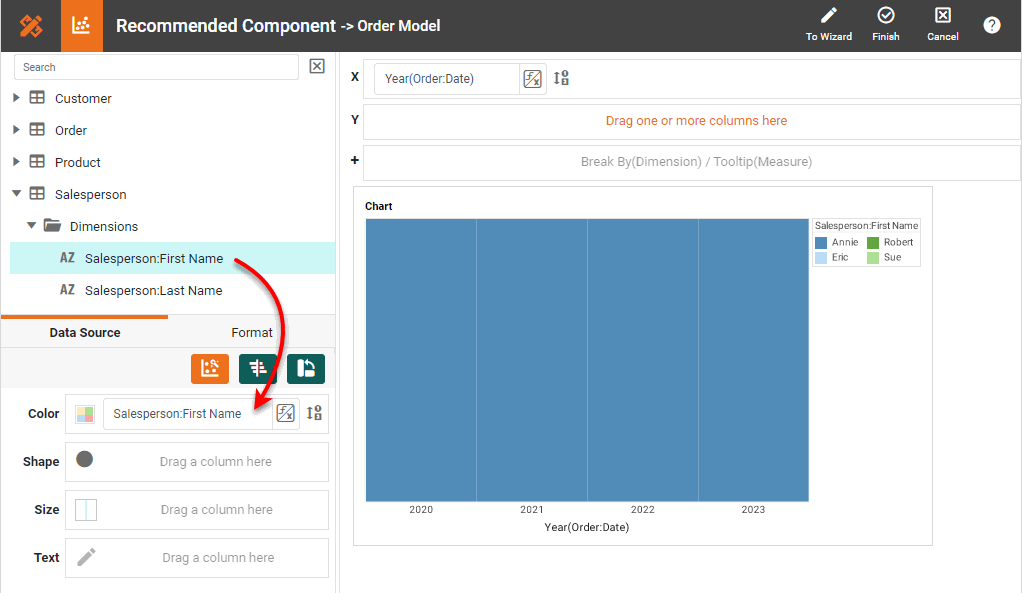 Recommended Component -> Order Model
To Wizard
Finish
Cancel
?
Search
Customer
Order
Product
Salesperson
Dimensions
AZ Salesperson:First Name
AZ Salesperson:Last Name
Data Source
Format
Color
Salesperson:First Name
Shape
Drag a column here
Size
Drag a column here
Text
Drag a column here
X
Year(Order:Date)
Y
Drag one or more columns here
+
Break By(Dimension) / Tooltip(Measure)
Chart
Salesperson:First Name
Annie Robert
Eric Sue
2020 2021 2022 2023
Year(Order:Date)